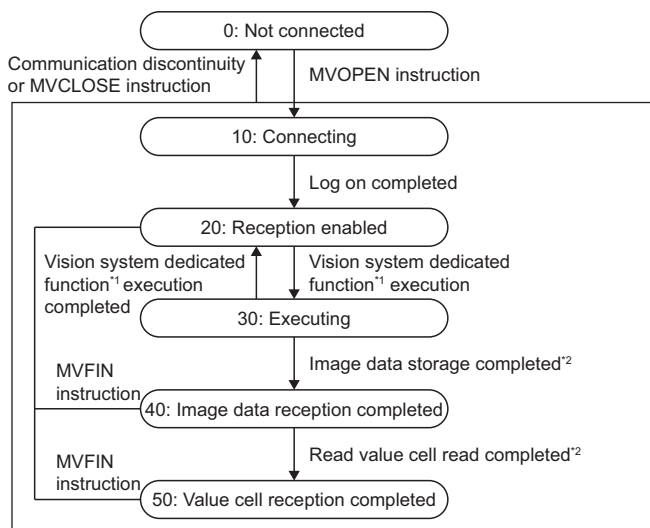 0: Not connected
Communication discontinuity
or MVCLOSE instruction
MVOPEN instruction
10: Connecting
Log on completed
20: Reception enabled
Vision system dedicated
function*1 execution
completed
Vision system dedicated
function*1 execution
30: Executing
Image data storage completed*2
MVFIN
instruction
40: Image data reception completed
Read value cell read completed*2
MVFIN
instruction
50: Value cell reception completed